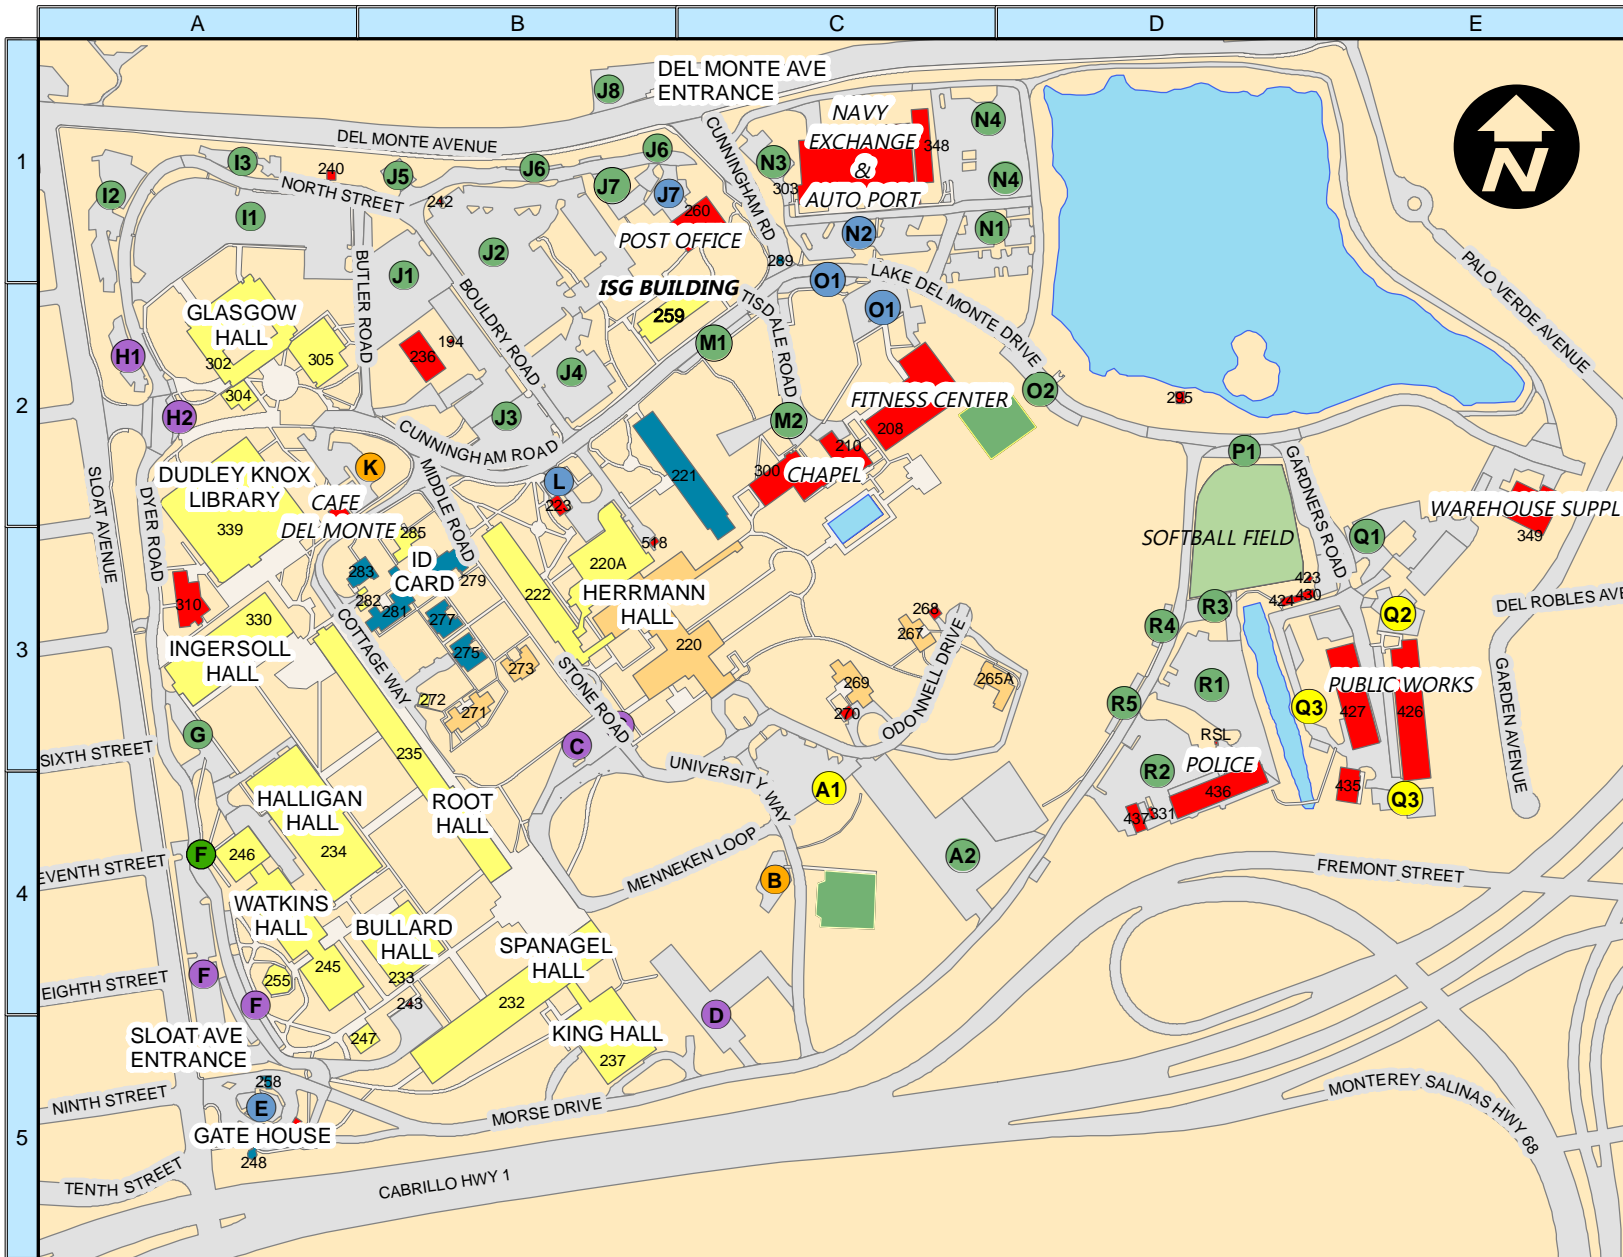 A
B
C
D
E
1
2
3
4
5
N
DEL MONTE AVE
ENTRANCE
J8
DEL MONTE AVENUE
NAVY
EXCHANGE
&
AUTO PORT
348
303
N3
N4
N4
N1
N2
CUNNINGHAM RD
I3
240
J5
J6
J6
J7
J7
I2
I1
NORTH STREET
242
260
POST OFFICE
J2
289
J1
BUTLER ROAD
BOULDRY ROAD
O1
O1
LAKE DEL MONTE DRIVE
PALO VERDE AVENUE
ISG BUILDING
259
TISDALE ROAD
GLASGOW
HALL
302
305
304
H1
H2
236
194
M1
J4
J3
M2
FITNESS CENTER
208
O2
295
P1
CUNNINGHAM ROAD
210
300
CHAPEL
K
DUDLEY KNOX
LIBRARY
339
CAFE
DEL MONTE
MIDDLE ROAD
L
223
221
GARDNERS ROAD
WAREHOUSE SUPPL
349
SLOAT AVENUE
DYER ROAD
285
ID
CARD
283
282
281
279
277
275
222
220A
518
HERRMANN
HALL
220
SOFTBALL FIELD
Q1
423
424
430
Q2
DEL ROBLES AVE
R3
R4
310
330
INGERSOLL
HALL
COTTAGE WAY
268
267
265A
ODONNELL DRIVE
269
270
273
272
271
STONE ROAD
R1
R5
Q3
PUBLIC WORKS
427
426
GARDEN AVENUE
G
235
C
SIXTH STREET
UNIVERSITY WAY
RSL
POLICE
R2
436
437
331
435
Q3
A1
HALLIGAN
HALL
234
ROOT
HALL
F
246
EVENTH STREET
MENNEKEN LOOP
B
A2
FREMONT STREET
WATKINS
HALL
245
BULLARD
HALL
233
SPANAGEL
HALL
232
F
F
255
243
EIGHTH STREET
D
SLOAT AVE
ENTRANCE
247
KING HALL
237
258
E
NINTH STREET
MORSE DRIVE
MONTEREY SALINAS HWY 68
GATE HOUSE
248
TENTH STREET
CABRILLO HWY 1